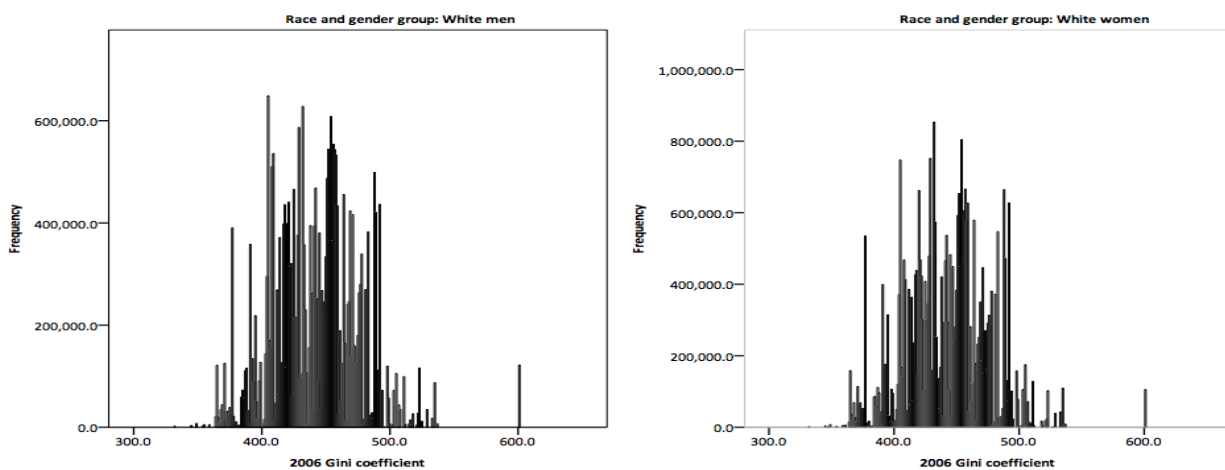 Race and gender group: White men
600,000.0
400,000.0
200,000.0
0.0
Frequency
300.0 400.0 500.0 600.0
2006 Gini coefficient
Race and gender group: White women
1,000,000.0
800,000.0
600,000.0
400,000.0
200,000.0
0.0
Frequency
300.0 400.0 500.0 600.0
2006 Gini coefficient